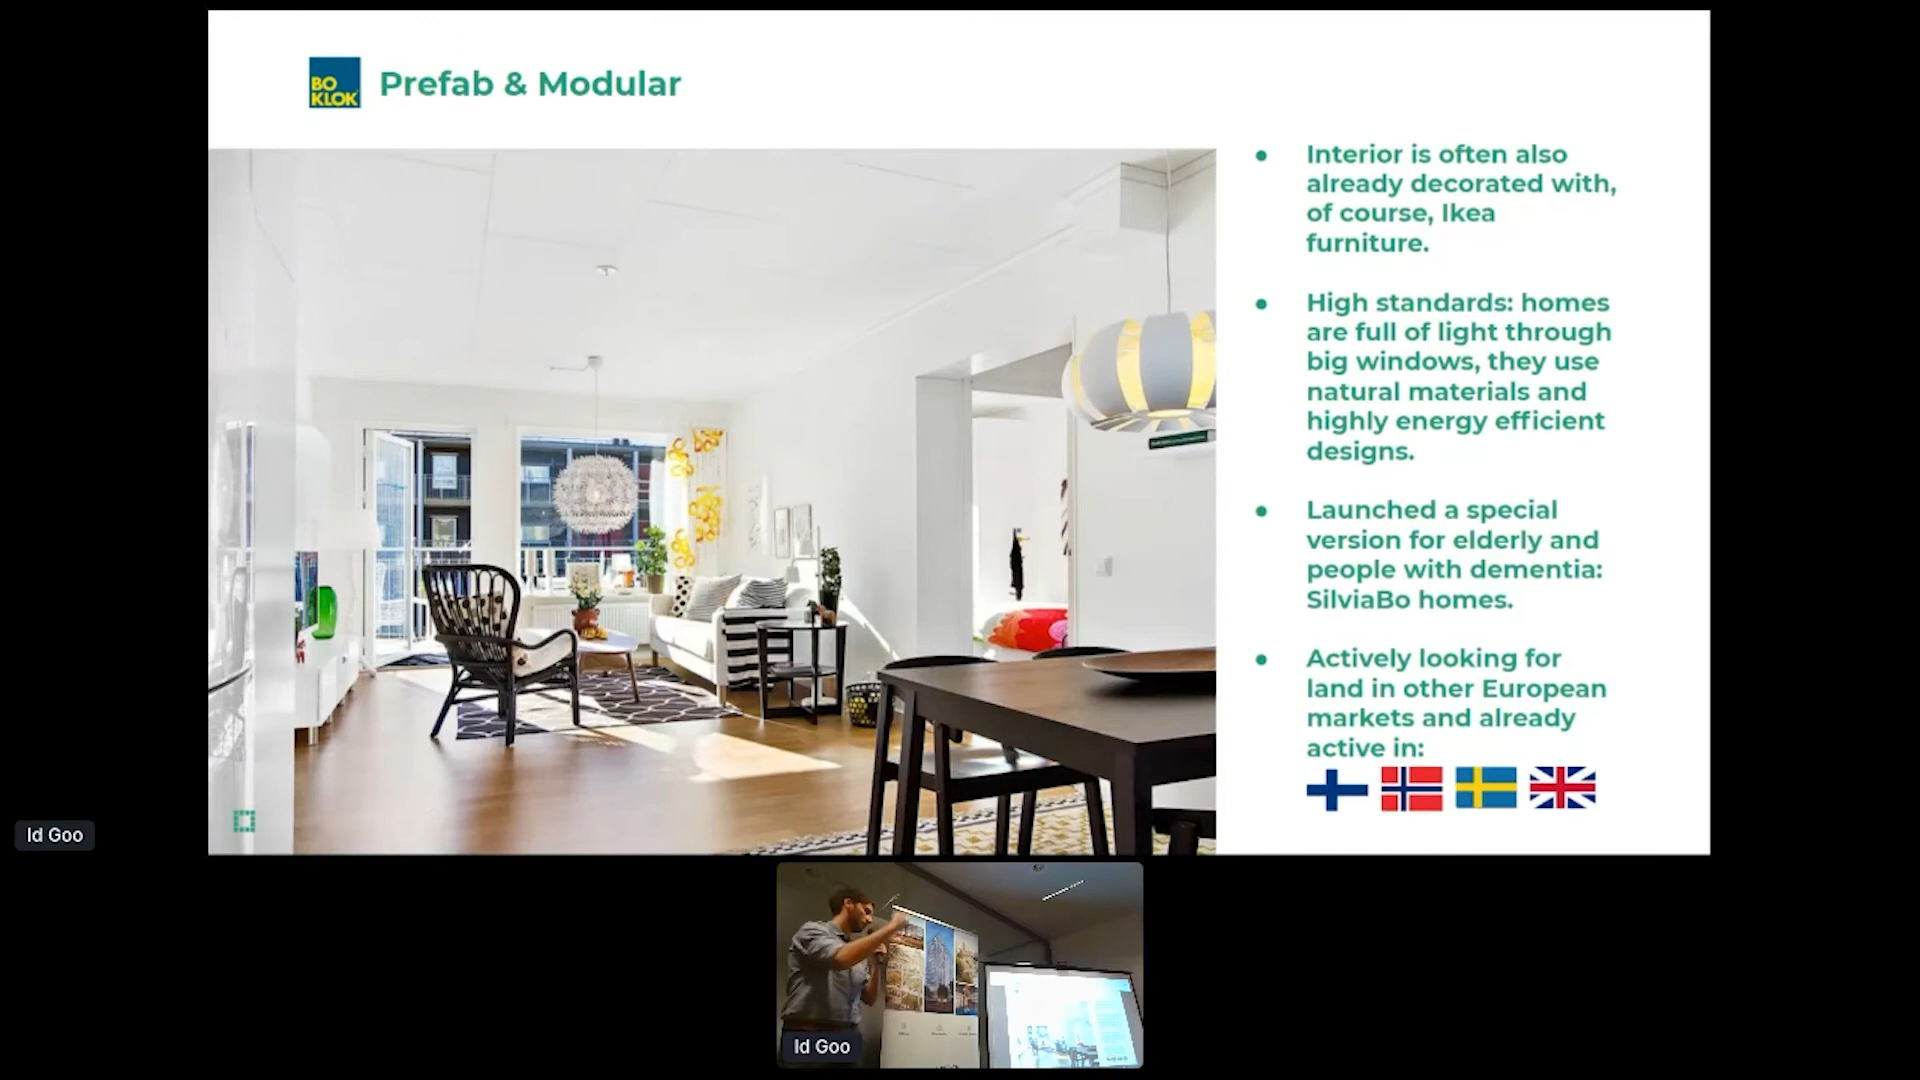 BO
KLOK
Prefab & Modular
• Interior is often also
already decorated with,
of course, Ikea
furniture.
• High standards: homes
are full of light through
big windows, they use
natural materials and
highly energy efficient
designs.
• Launched a special
version for elderly and
people with dementia:
SilviaBo homes.
• Actively looking for
land in other European
markets and already
active in:
Id Goo
Id Goo